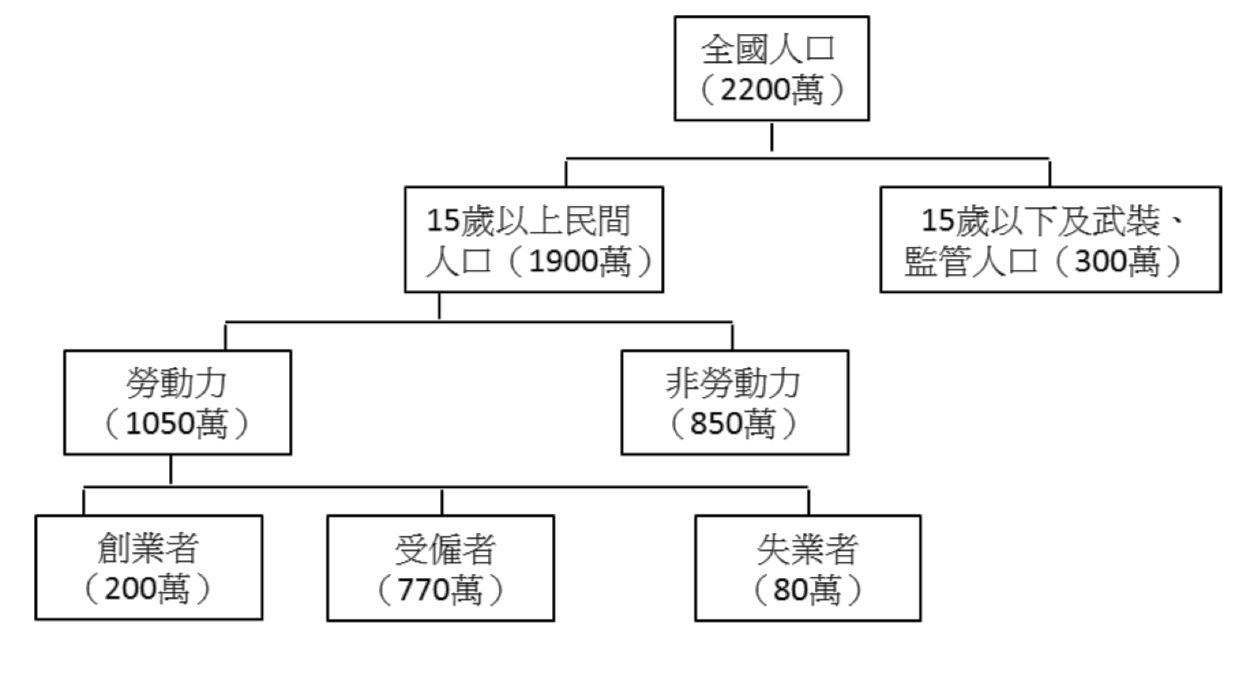 全國人口
（2200萬）
15歲以上民間
人口（1900萬）
15歲以下及武裝、
監管人口（300萬）
勞動力
（1050萬）
非勞動力
（850萬）
創業者
（200萬）
受僱者
（770萬）
失業者
（80萬）